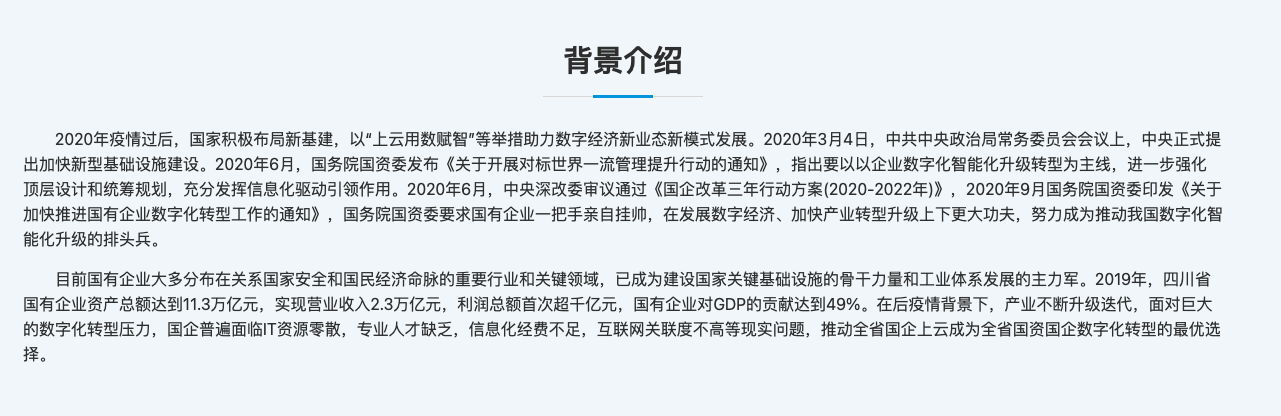 背景介绍
2020年疫情过后，国家积极布局新基建，以“上云用数赋智”等举措助力数字经济新业态新模式发展。2020年3月4日，中共中央政治局常务委员会会议上，中央正式提
出加快新型基础设施建设。2020年6月，国务院国资委发布《关于开展对标世界一流管理提升行动的通知》，指出要以以企业数字化智能化升级转型为主线，进一步强化
顶层设计和统筹规划，充分发挥信息化驱动引领作用。2020年6月，中央深改委审议通过《国企改革三年行动方案(2020-2022年)》，2020年9月国务院国资委印发《关于
加快推进国有企业数字化转型工作的通知》，国务院国资委要求国有企业一把手亲自挂帅，在发展数字经济、加快产业转型升级上下更大功夫，努力成为推动我国数字化智
能化升级的排头兵。
目前国有企业大多分布在关系国家安全和国民经济命脉的重要行业和关键领域，已成为建设国家关键基础设施的骨干力量和工业体系发展的主力军。2019年，四川省
国有企业资产总额达到11.3万亿元，实现营业收入2.3万亿元，利润总额首次超千亿元，国有企业对GDP的贡献达到49%。在后疫情背景下，产业不断升级迭代，面对巨大
的数字化转型压力，国企普遍面临IT资源零散，专业人才缺乏，信息化经费不足，互联网关联度不高等现实问题，推动全省国企上云成为全省国资国企数字化转型的最优选
择。